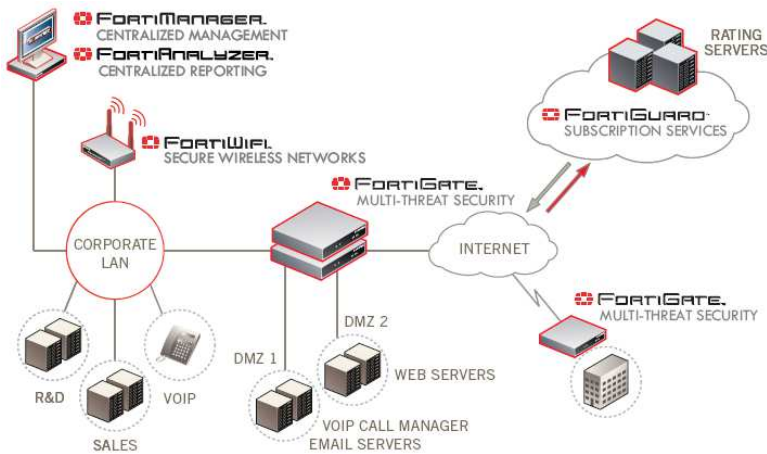 FORTIMANAGER
CENTRALIZED MANAGEMENT
FORTIANALYZER
CENTRALIZED REPORTING
RATING
SERVERS
FORTIGUARD
SUBSCRIPTION SERVICES
FORTIWIFI
SECURE WIRELESS NETWORKS
FORTIGATE
MULTI-THREAT SECURITY
CORPORATE
LAN
INTERNET
FORTIGATE
MULTI-THREAT SECURITY
DMZ 2
DMZ 1
WEB SERVERS
R&D
VOIP
SALES
VOIP CALL MANAGER
EMAIL SERVERS